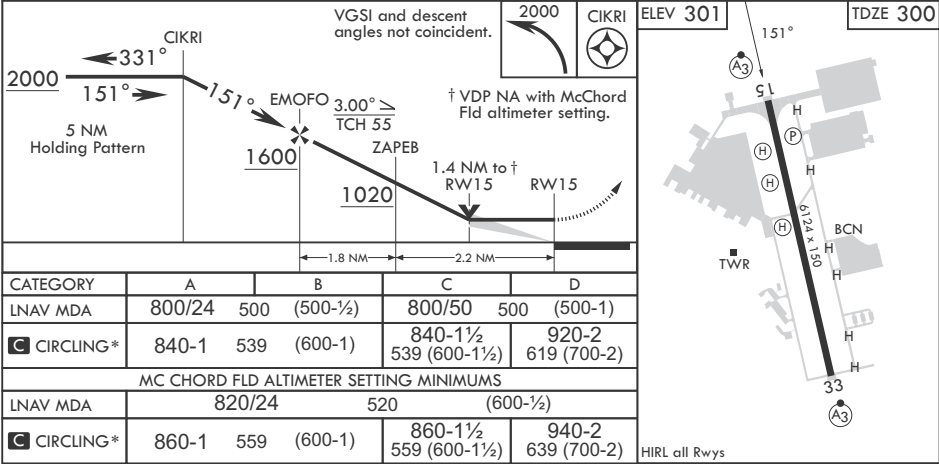 VGSI and descent
angles not coincident.
2000
CIKRI
ELEV 301
TDZE 300
CIKRI
331°
2000
151°
151°
5 NM
Holding Pattern
EMOFO
1600
3.00°
TCH 55
ZAPEB
1020
† VDP NA with McChord
Fld altimeter setting.
1.4 NM to †
RW15
RW15
1.8 NM
2.2 NM
CATEGORY A B C D
LNAV MDA 800/24 500 (500-½) 800/50 500 (500-1)
C CIRCLING* 840-1 539 (600-1) 840-1½ 920-2
539 (600-1½) 619 (700-2)
MC CHORD FLD ALTIMETER SETTING MINIMUMS
LNAV MDA 820/24 520 (600-½)
C CIRCLING* 860-1 559 (600-1) 860-1½ 940-2
559 (600-1½) 639 (700-2)
151°
A3
15
H
P
H
H
H
H
6124 x 150
BCN
H
H
TWR
H
H
33
A3
HIRL all Rwys